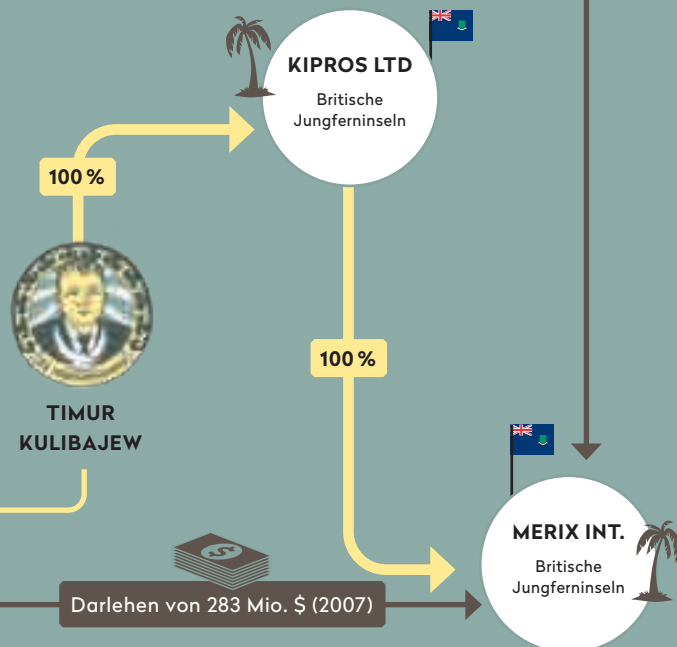 KIPROS LTD
Britische
Jungferninseln
100 %
100 %
TIMUR
KULIBAJEW
MERIX INT.
Britische
Jungferninseln
Darlehen von 283 Mio. $ (2007)